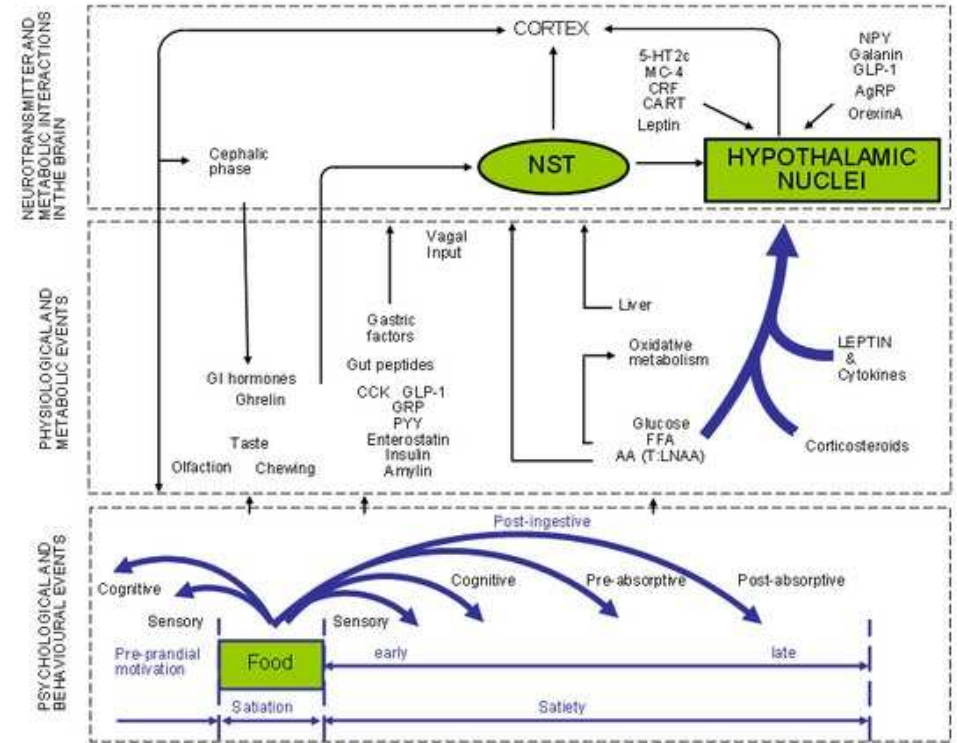 NEUROTRANSMITTER AND
METABOLIC INTERACTIONS
IN THE BRAIN
CORTEX
Cephalic
phase
NST
5-HT2c
MC-4
CRF
CART
Leptin
NPY
Galanin
GLP-1
AgRP
OrexinA
HYPOTHALAMIC
NUCLEI
PHYSIOLOGICAL AND
METABOLIC EVENTS
Vagal
Input
Gastric
factors
Gut peptides
CCK GLP-1
GRP
PYY
Enterostatin
Insulin
Amylin
GI hormones
Ghrelin
Taste
Olfaction Chewing
Liver
Oxidative
metabolism
Glucose
FFA
AA (T:LNAA)
LEPTIN
&
Cytokines
Corticosteroids
PSYCHOLOGICAL AND
BEHAVIOURAL EVENTS
Post-ingestive
Cognitive
Sensory
Sensory
Cognitive
Pre-absorptive
Post-absorptive
Pre-prandial
motivation
Food
early
late
Satiation
Satiety